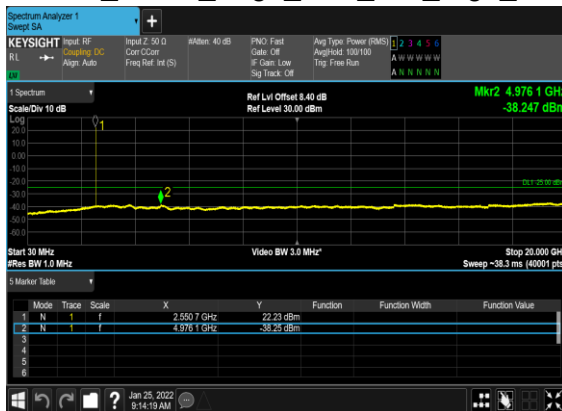 Spectrum Analyzer 1
Swept SA
+
KEYSIGHT Input: RF Input Z: 50 Ω #Atten: 40 dB PNO: Fast Avg Type: Power (RMS) 1 2 3 4 5 6
RL Coupling: DC Corr CCorr Gate: Off Avg|Hold: 100/100 A W W W W W
Align: Auto Freq Ref: Int (S) IF Gain: Low Trig: Free Run
Sig Track: Off A N N N N N
1 Spectrum Ref Lvl Offset 8.40 dB Mkr2 4.976 1 GHz
Scale/Div 10 dB Ref Level 30.00 dBm -38.247 dBm
Log
20.0
10.0
0.00
-10.0
-20.0
-30.0
-40.0
-50.0
-60.0
1
2
DL1 -25.00 dBm
Start 30 MHz Video BW 3.0 MHz* Stop 20.000 GHz
#Res BW 1.0 MHz Sweep ~38.3 ms (40001 pts)
5 Marker Table
Mode Trace Scale X Y Function Function Width Function Value
1 N 1 f 2.550 7 GHz 22.23 dBm
2 N 1 f 4.976 1 GHz -38.25 dBm
3
4
5
6
? Jan 25, 2022
9:14:19 AM